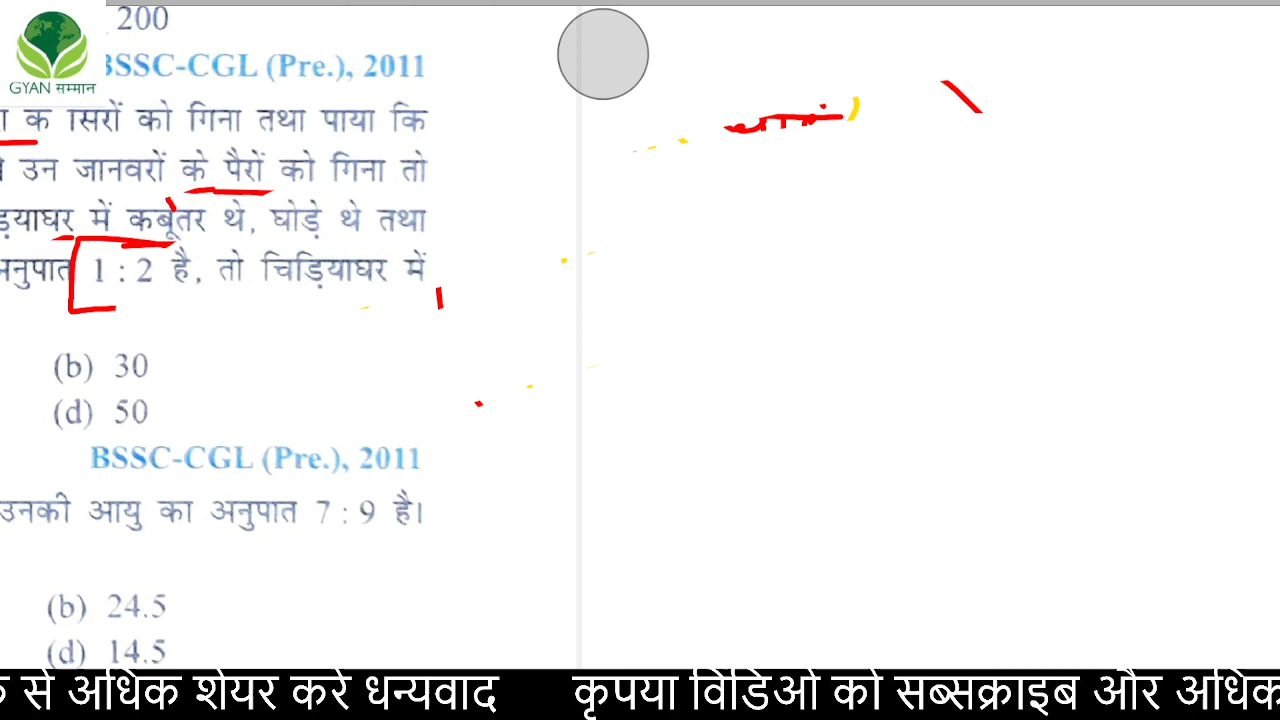 200
GYAN सम्मान
BSSC-CGL (Pre.), 2011
क सिरों को गिना तथा पाया कि
उन जानवरों के पैरों को गिना तो
ड़ियाघर में कबूतर थे, घोड़े थे तथा
अनुपात 1 : 2 है, तो चिड़ियाघर में
(b) 30
(d) 50
BSSC-CGL (Pre.), 2011
उनकी आयु का अनुपात 7 : 9 है।
(b) 24.5
(d) 14.5
से अधिक शेयर करे धन्यवाद कृपया विडिओ को सब्सक्राइब और अधिक